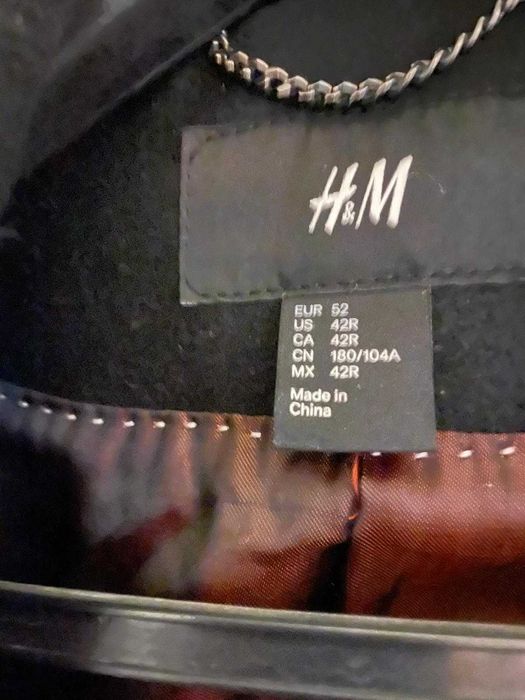 H&M
EUR 52
US 42R
CA 42R
CN 180/104A
MX 42R
Made in
China